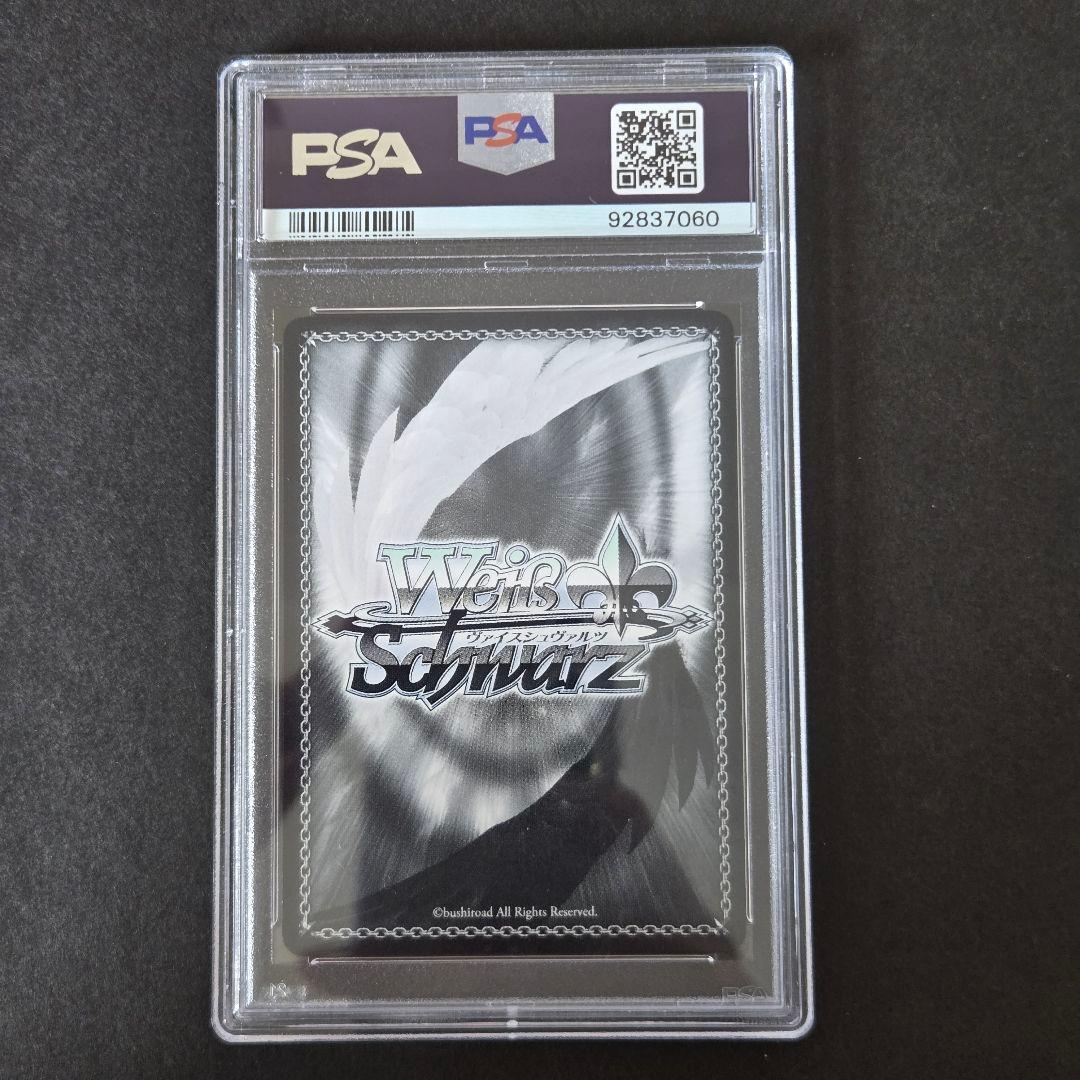 PSA
PSA
92837060
Weiß
ヴァイスシュヴァルツ
Schwarz
©bushiroad All Rights Reserved.
PSA